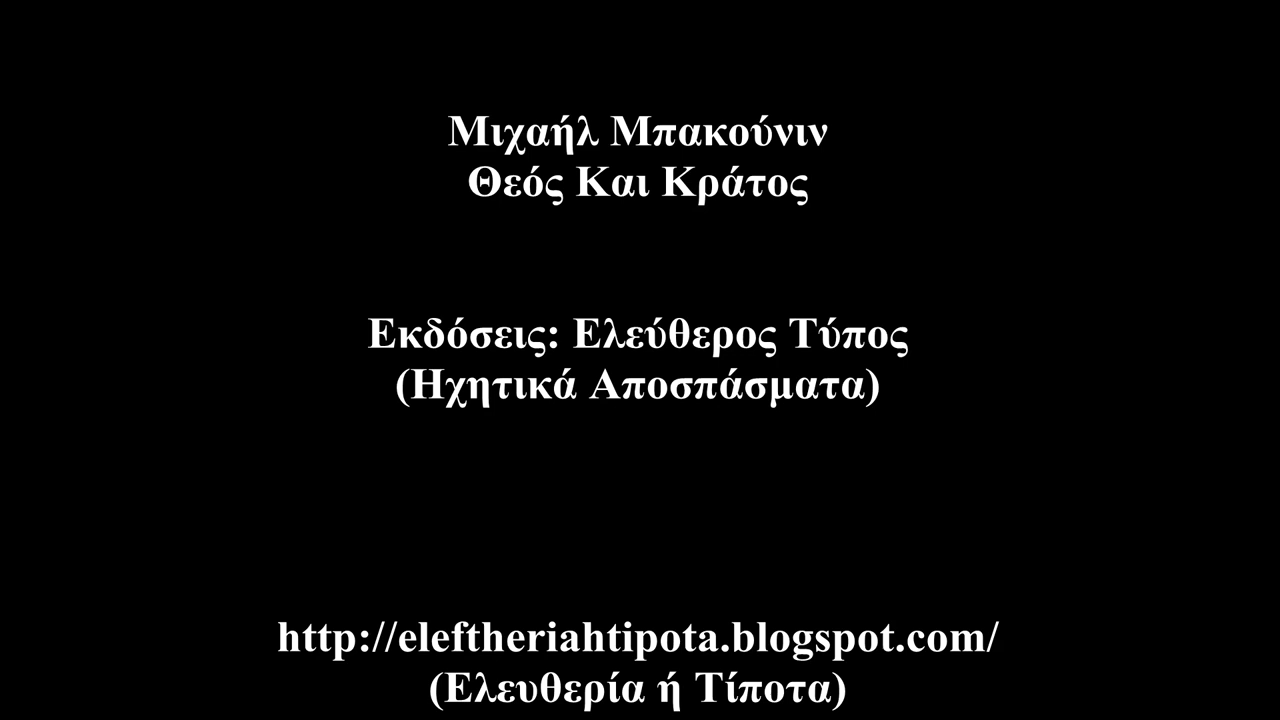 Μιχαήλ Μπακούνιν
Θεός Και Κράτος
Εκδόσεις: Ελεύθερος Τύπος
(Ηχητικά Αποσπάσματα)
http://eleftheriahtipota.blogspot.com/
(Ελευθερία ή Τίποτα)